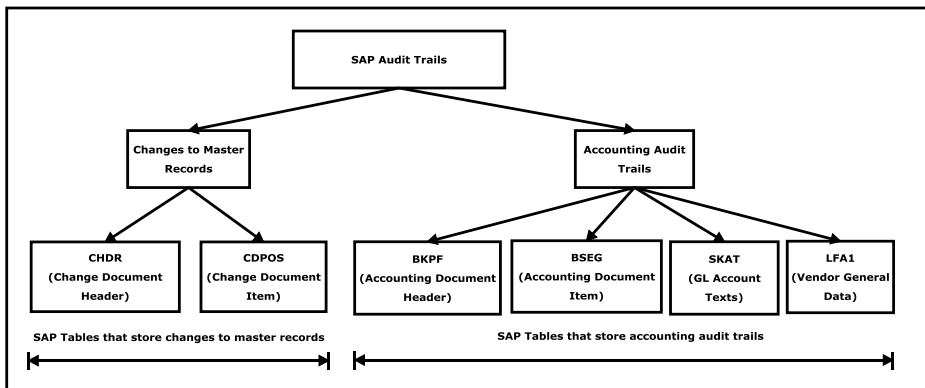 SAP Audit Trails
Changes to Master
Records
Accounting Audit
Trails
CHDR
(Change Document
Header)
CDPOS
(Change Document
Item)
BKPF
(Accounting Document
Header)
BSEG
(Accounting Document
Item)
SKAT
(GL Account
Texts)
LFA1
(Vendor General
Data)
SAP Tables that store changes to master records
SAP Tables that store accounting audit trails